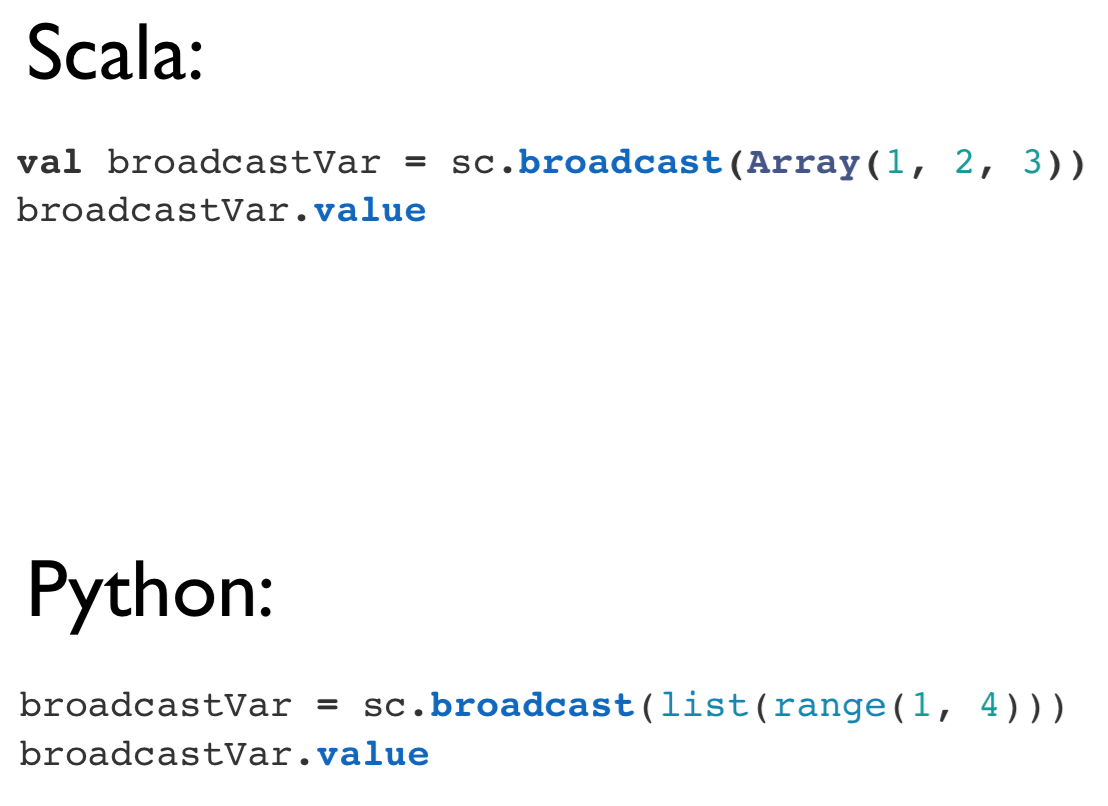 Scala:
val broadcastVar = sc.broadcast(Array(1, 2, 3))
broadcastVar.value
Python:
broadcastVar = sc.broadcast(list(range(1, 4)))
broadcastVar.value